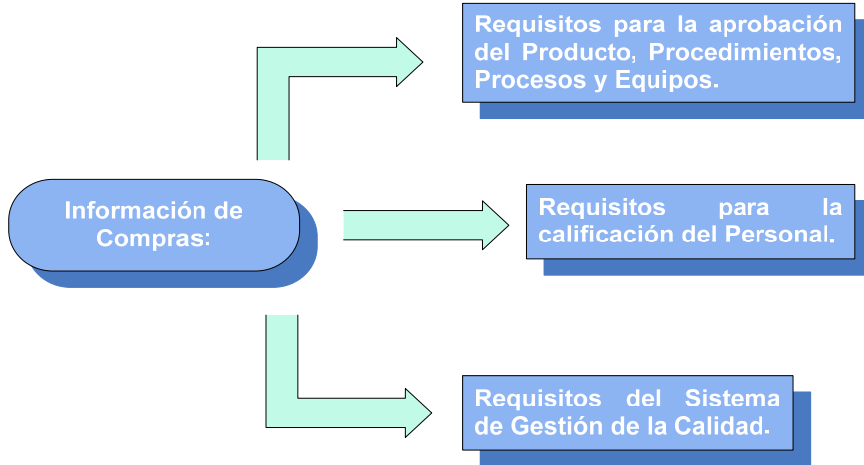 Requisitos para la aprobación
del Producto, Procedimientos,
Procesos y Equipos.
Información de
Compras:
Requisitos para la
calificación del Personal.
Requisitos del Sistema
de Gestión de la Calidad.